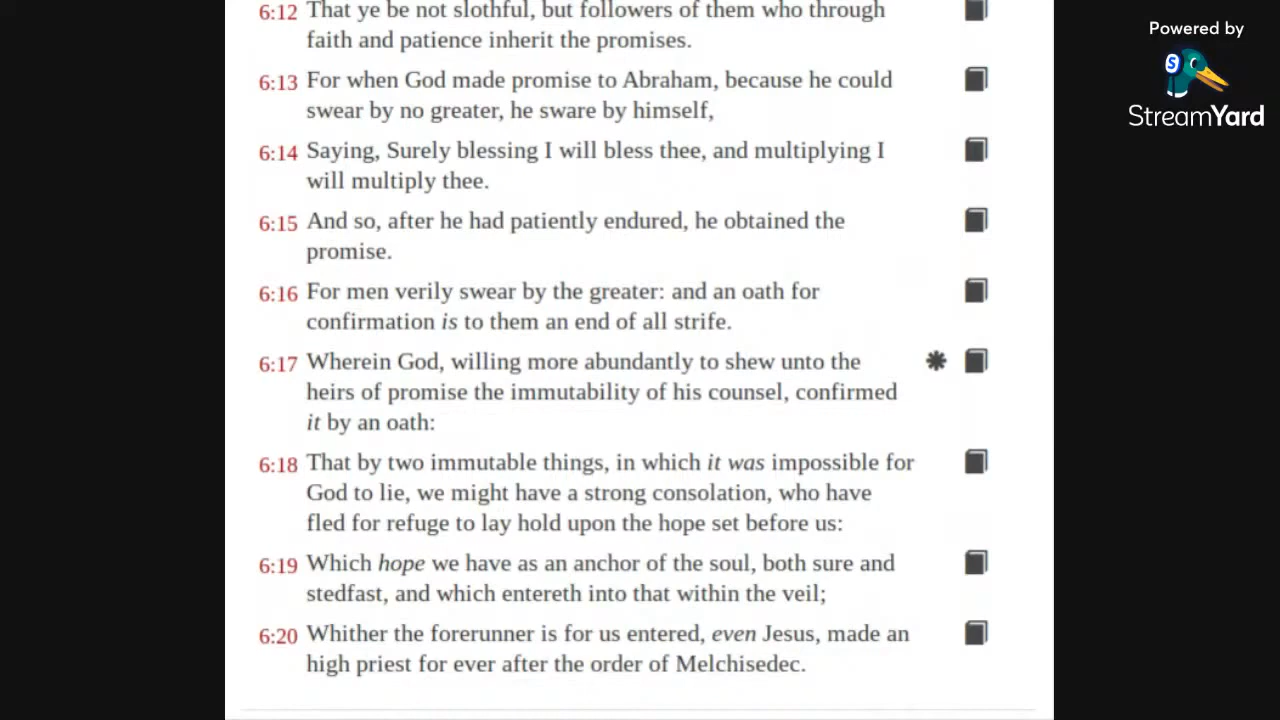 6:12 That ye be not slothful, but followers of them who through
faith and patience inherit the promises.
6:13 For when God made promise to Abraham, because he could
swear by no greater, he sware by himself,
6:14 Saying, Surely blessing I will bless thee, and multiplying I
will multiply thee.
6:15 And so, after he had patiently endured, he obtained the
promise.
6:16 For men verily swear by the greater: and an oath for
confirmation is to them an end of all strife.
6:17 Wherein God, willing more abundantly to shew unto the
heirs of promise the immutability of his counsel, confirmed
it by an oath:
6:18 That by two immutable things, in which it was impossible for
God to lie, we might have a strong consolation, who have
fled for refuge to lay hold upon the hope set before us:
6:19 Which hope we have as an anchor of the soul, both sure and
stedfast, and which entereth into that within the veil;
6:20 Whither the forerunner is for us entered, even Jesus, made an
high priest for ever after the order of Melchisedec.
Powered by
S
StreamYard